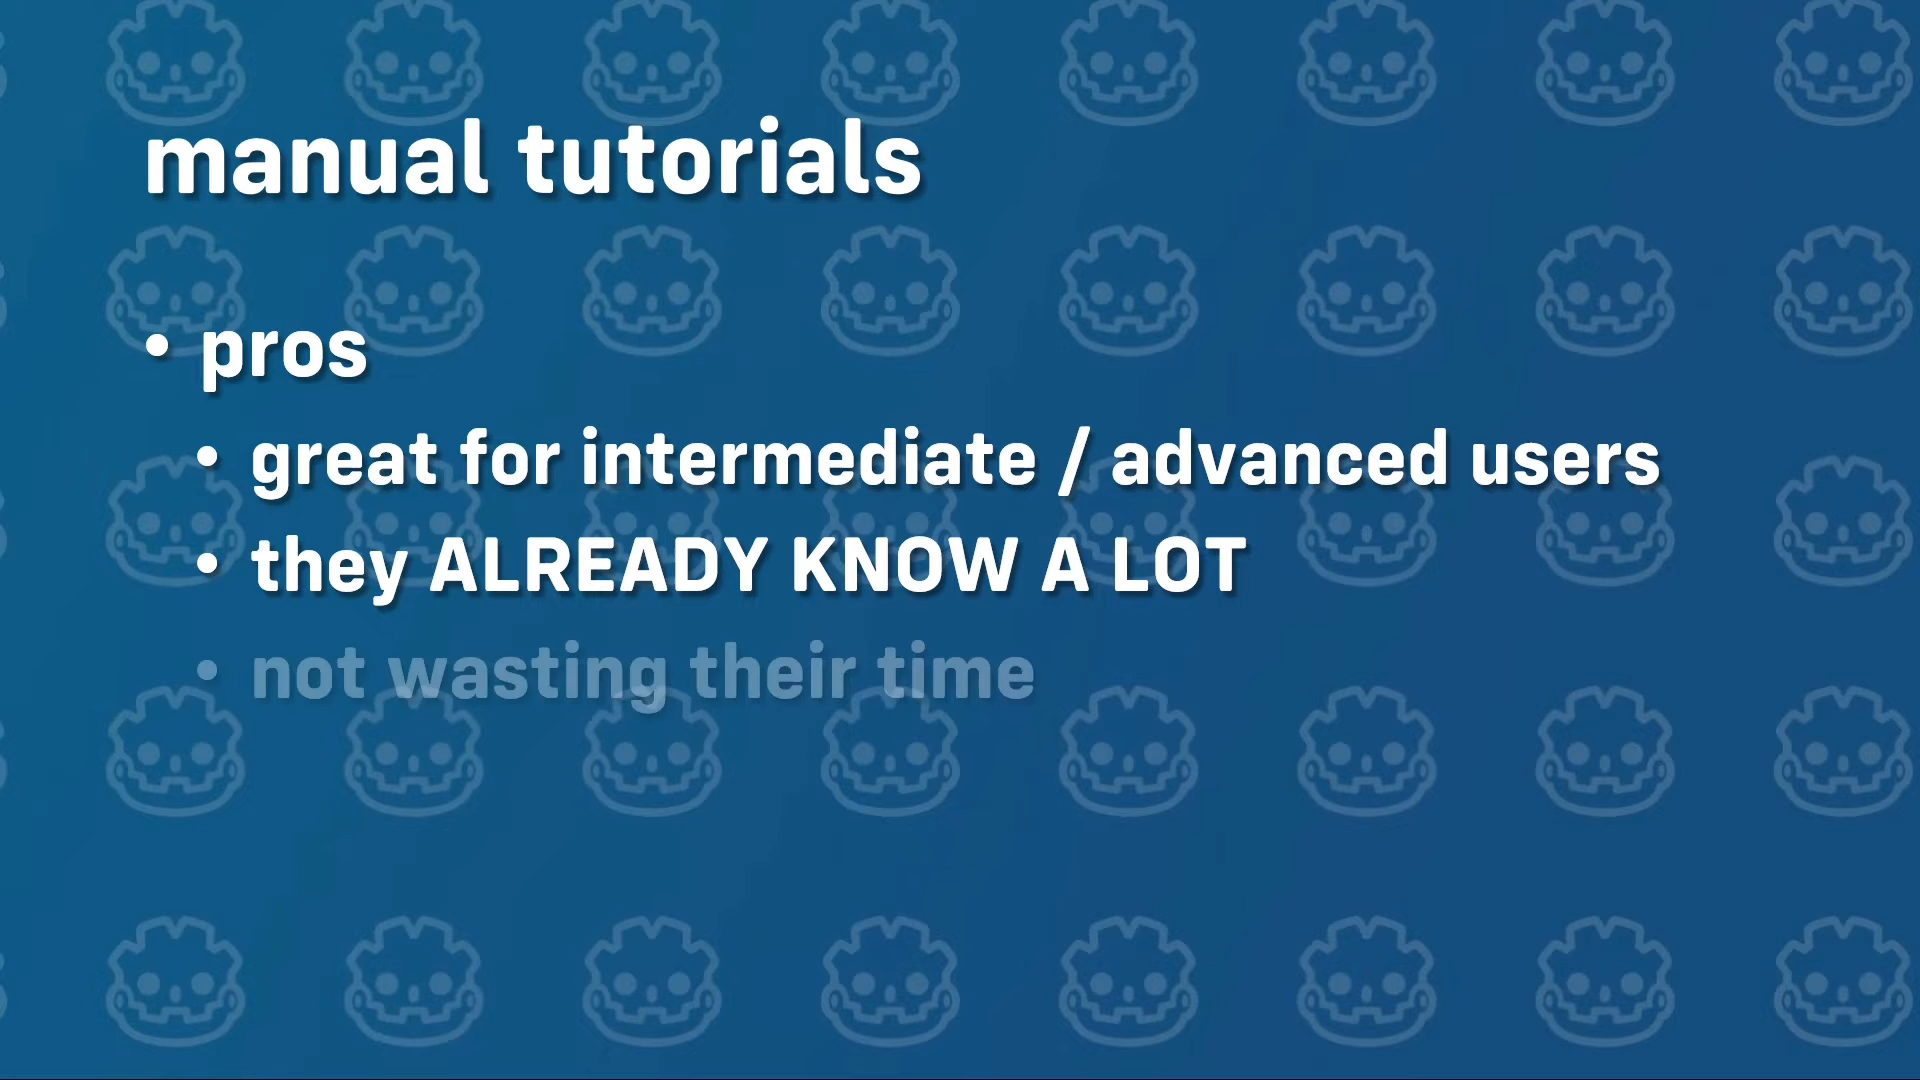 manual tutorials
• pros
• great for intermediate / advanced users
• they ALREADY KNOW A LOT
• not wasting their time